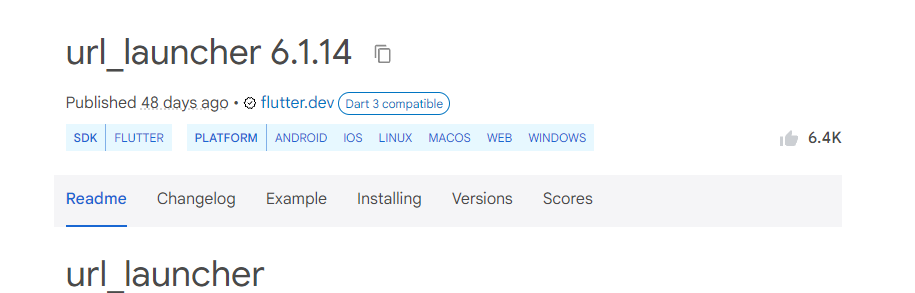 url_launcher 6.1.14
Published 48 days ago • flutter.dev Dart 3 compatible
SDK FLUTTER PLATFORM ANDROID IOS LINUX MACOS WEB WINDOWS 6.4K
Readme Changelog Example Installing Versions Scores
url_launcher